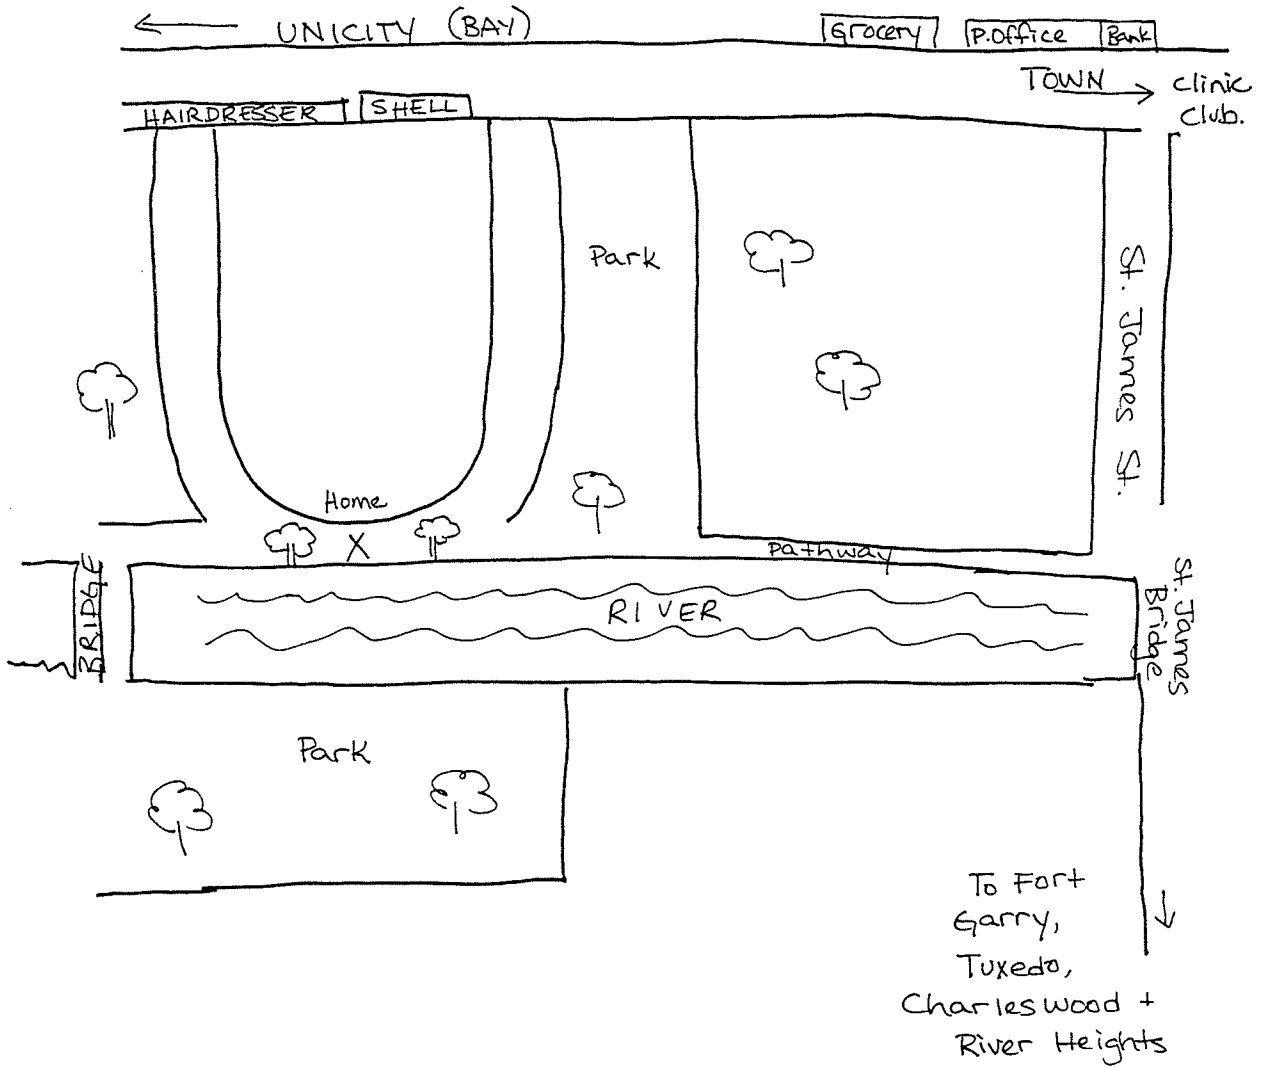 UNICITY (BAY)
Grocery
P.Office
Bank
TOWN
Clinic
Club.
HAIRDRESSER
SHELL
Park
St. James St.
Home
X
Pathway
BRIDGE
RIVER
St. James
Bridge
Park
To Fort
Garry,
Tuxedo,
Charleswood +
River Heights